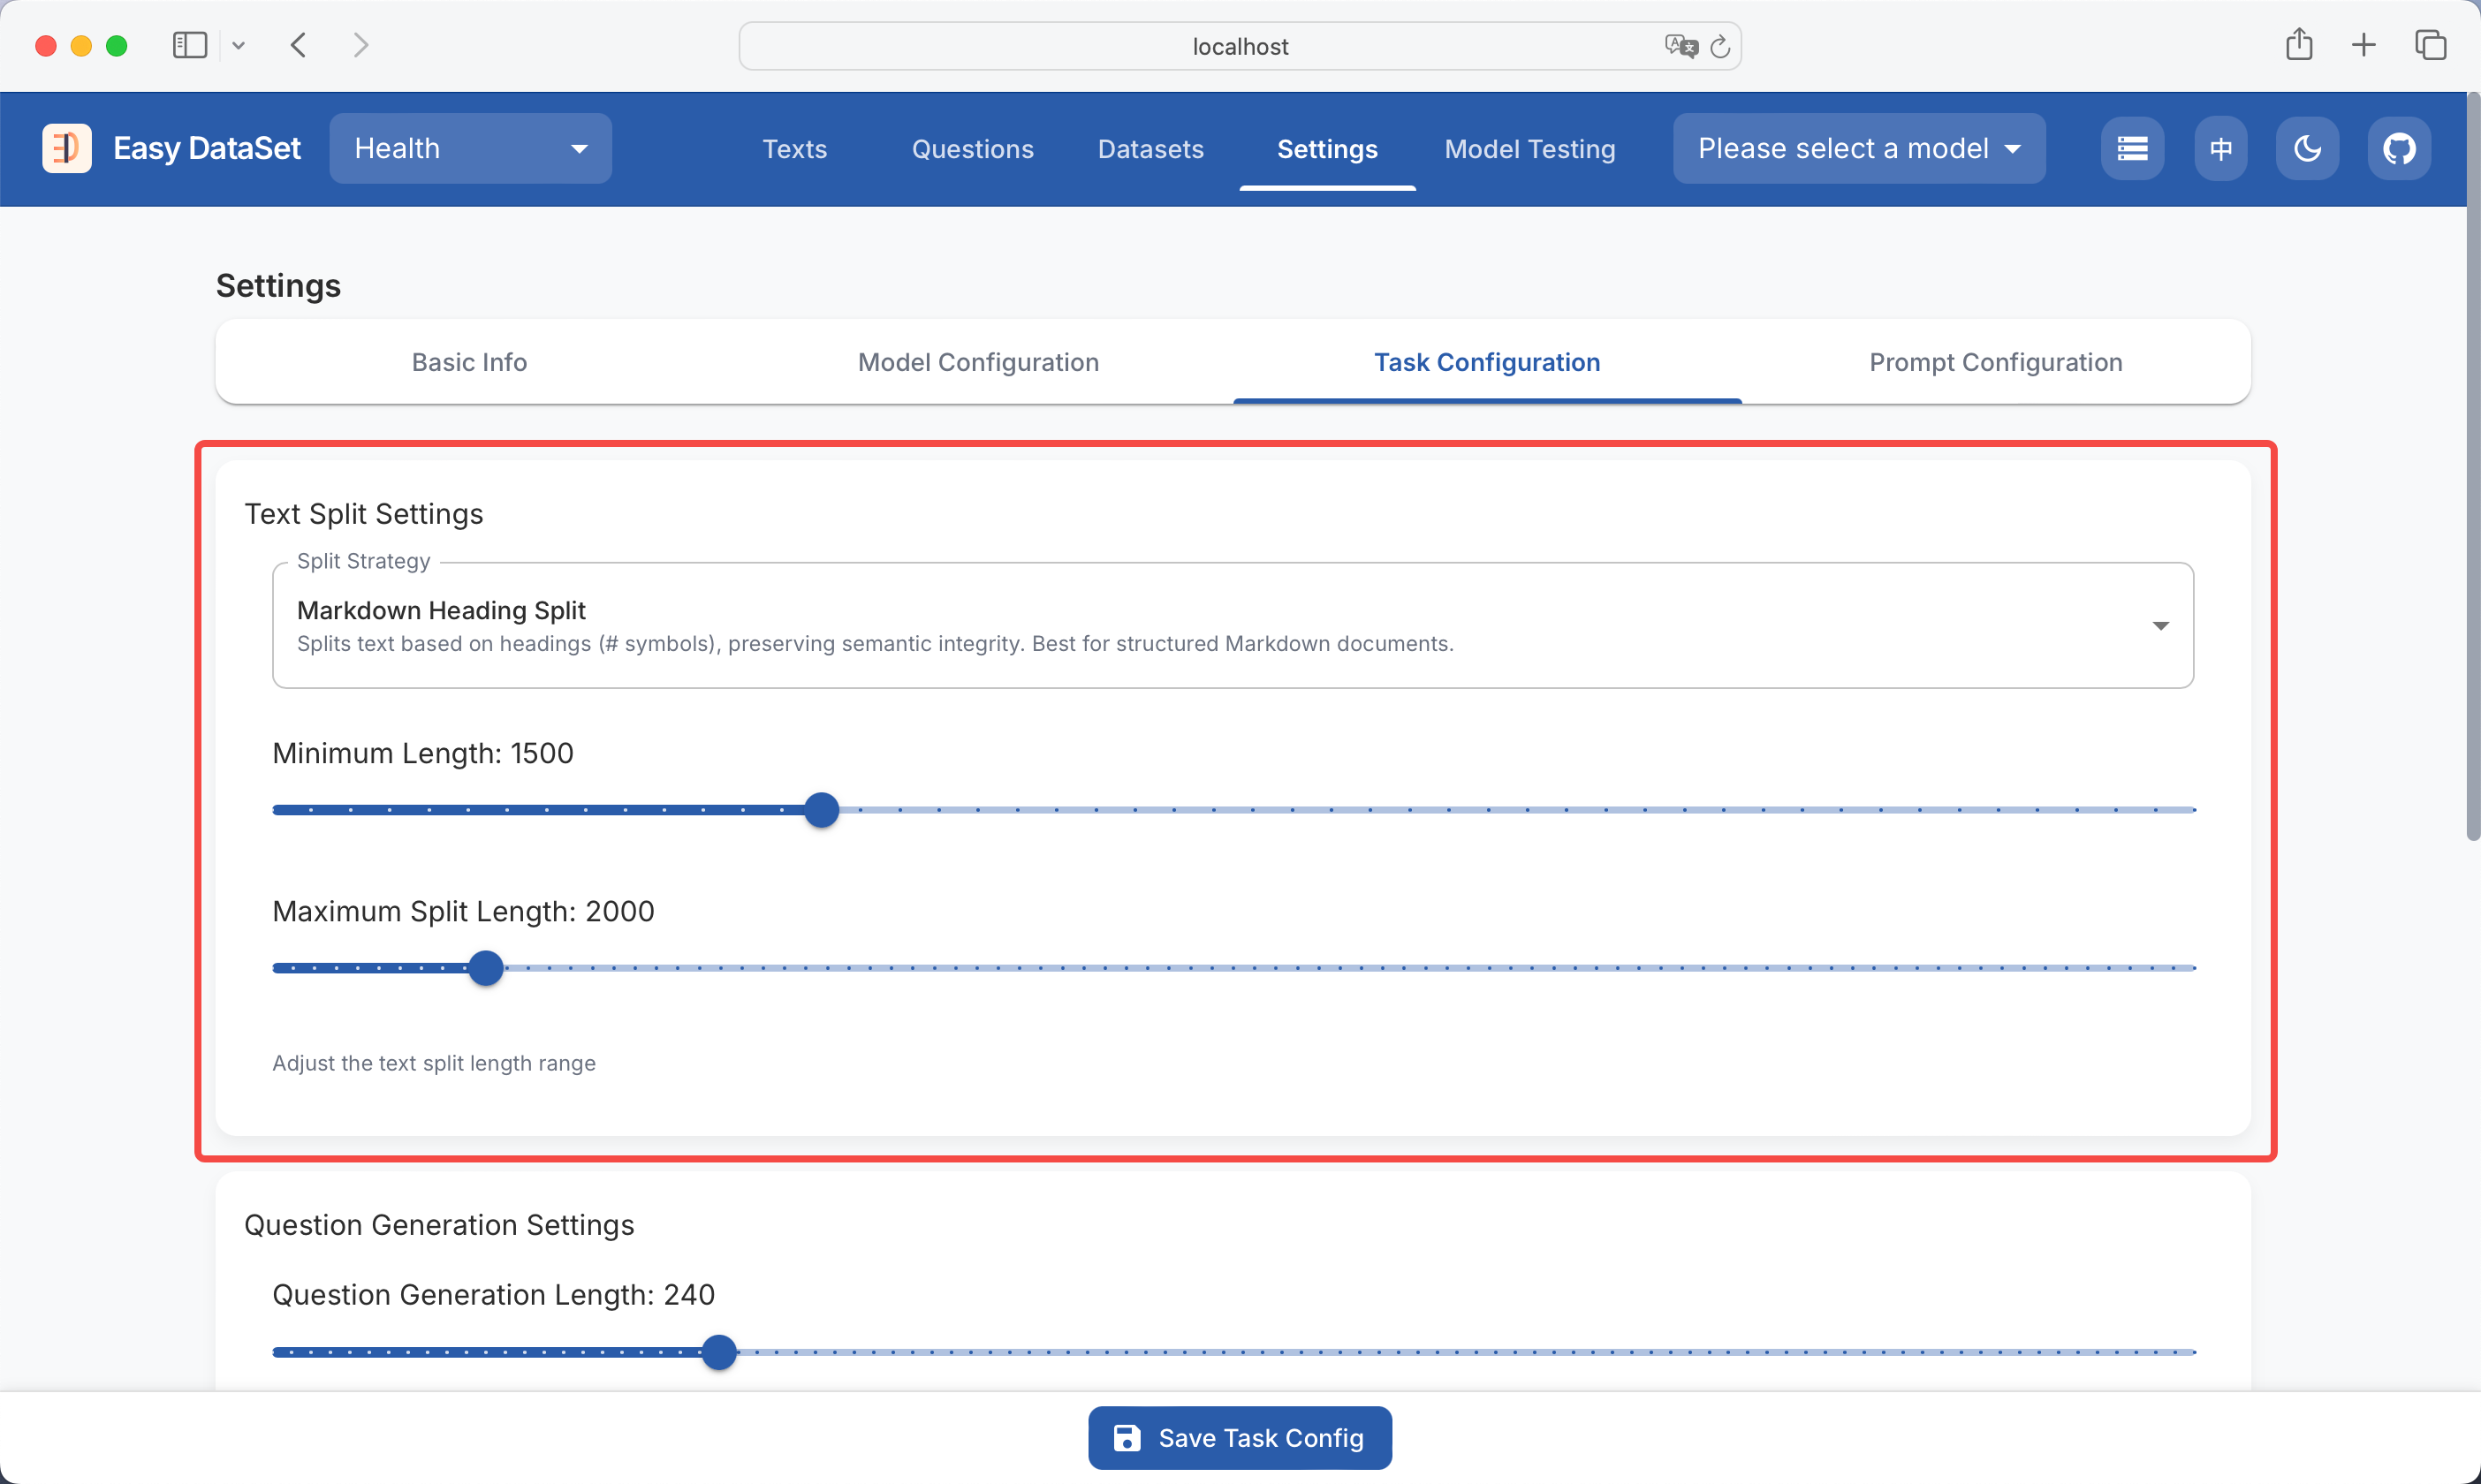 localhost
Easy DataSet
Health
Texts
Questions
Datasets
Settings
Model Testing
Please select a model
中
Settings
Basic Info
Model Configuration
Task Configuration
Prompt Configuration
Text Split Settings
Split Strategy
Markdown Heading Split
Splits text based on headings (# symbols), preserving semantic integrity. Best for structured Markdown documents.
Minimum Length: 1500
Maximum Split Length: 2000
Adjust the text split length range
Question Generation Settings
Question Generation Length: 240
Save Task Config